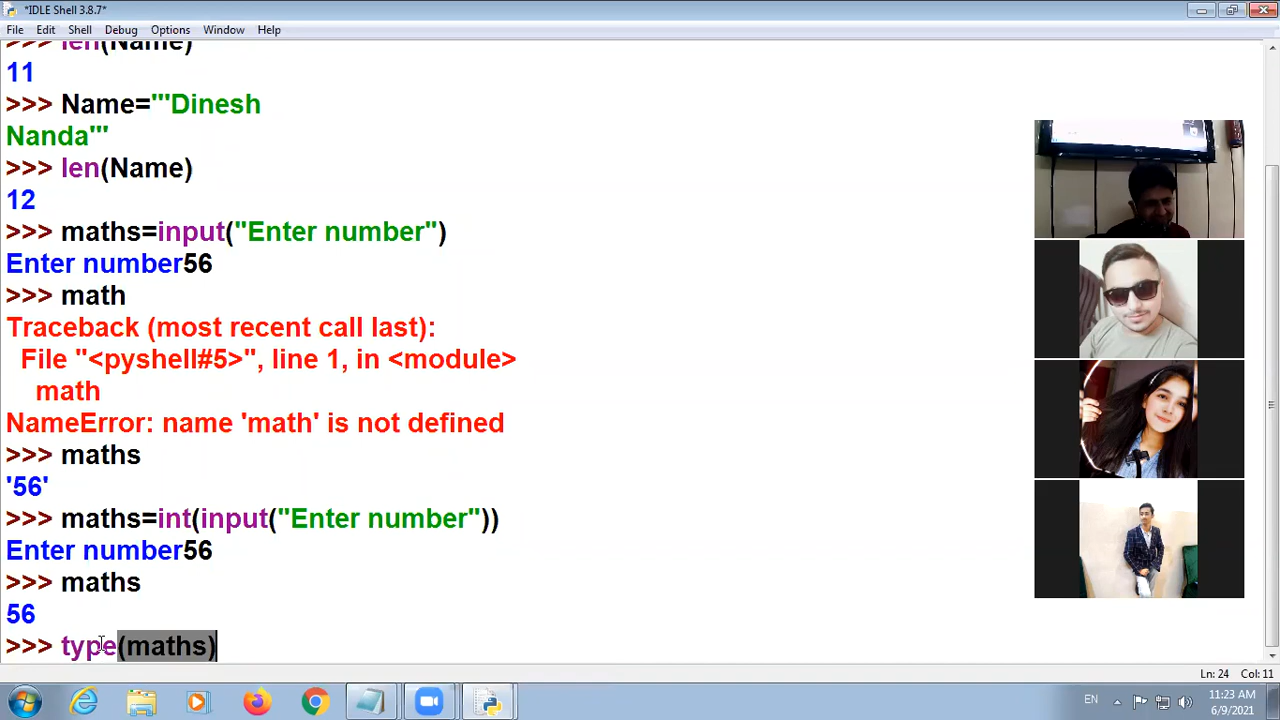 *IDLE Shell 3.8.7*
File Edit Shell Debug Options Window Help
>>> len(Name)
11
>>> Name='''Dinesh
Nanda'''
>>> len(Name)
12
>>> maths=input("Enter number")
Enter number56
>>> math
Traceback (most recent call last):
File "<pyshell#5>", line 1, in <module>
math
NameError: name 'math' is not defined
>>> maths
'56'
>>> maths=int(input("Enter number"))
Enter number56
>>> maths
56
>>> type(maths)
Ln: 24 Col: 11
EN
11:23 AM
6/9/2021